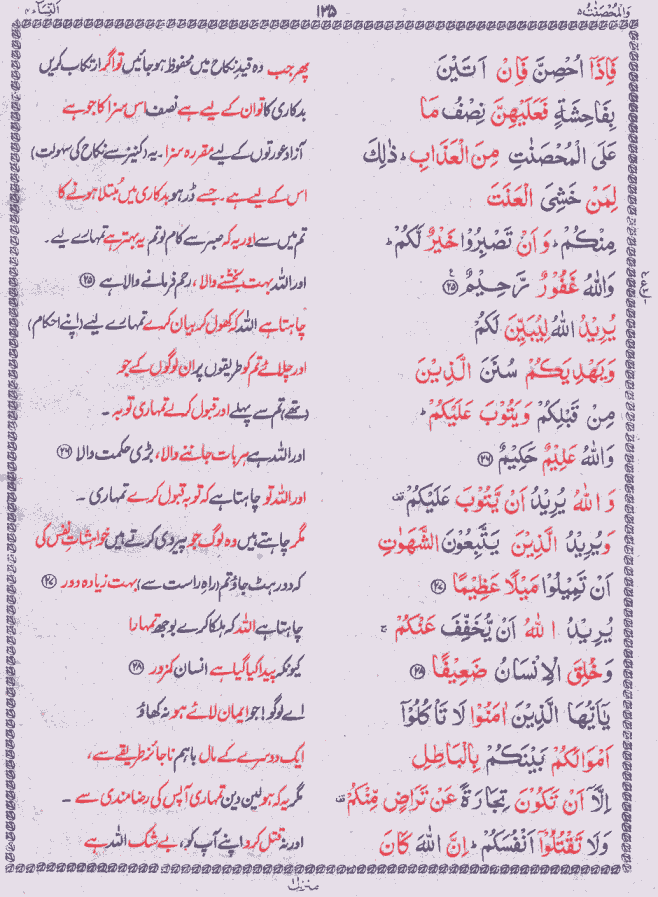 وَالْمُحْصَنٰتُ ۵ ۱۳۵ اَلنِّسَآء ۴
فَاِذَآ اُحْصِنَّ فَاِنْ اَتَيْنَ پھر جب وہ قیدِ نکاح میں محفوظ ہوجائیں تو اگر ارتکاب کریں
بِفَاحِشَةٍ فَعَلَيْهِنَّ نِصْفُ مَا بدکاری کا تو ان کے لیے ہے نصف اس سزا کا جو ہے
عَلَى الْمُحْصَنٰتِ مِنَ الْعَذَابِ ؕ ذٰلِكَ آزاد عورتوں کے لیے مقررہ سزا ۔ یہ (کنیز سے نکاح کی سہولت)
لِمَنْ خَشِىَ الْعَنَتَ اس کے لیے ہے۔ جسے ڈر ہو بدکاری میں مُبتلا ہونے کا
مِنْكُمْ ؕ وَاَنْ تَصْبِرُوْا خَيْرٌ لَّكُمْ ؕ تم میں سے اور یہ کہ صبر سے کام لو تم یہ بہتر ہے تمہارے لیے۔
وَاللّٰهُ غَفُوْرٌ رَّحِيْمٌ ﴿۲۵﴾ اور اللہ بہت بخشنے والا، رحم فرمانے والا ہے ﴿۲۵﴾
يُرِيْدُ اللّٰهُ لِيُبَيِّنَ لَكُمْ چاہتا ہے اللہ کہ کھول کر بیان کرے تمہارے لیے (اپنے احکام)
وَيَهْدِيَكُمْ سُنَنَ الَّذِيْنَ اور چلائے تم کو طریقوں پر ان لوگوں کے جو
مِنْ قَبْلِكُمْ وَيَتُوْبَ عَلَيْكُمْ ؕ (تھے) تم سے پہلے اور قبول کرے تمہاری توبہ ۔
وَاللّٰهُ عَلِيْمٌ حَكِيْمٌ ﴿۲۶﴾ اور اللہ ہے ہر بات جاننے والا، بڑی حکمت والا ﴿۲۶﴾
وَاللّٰهُ يُرِيْدُ اَنْ يَّتُوْبَ عَلَيْكُمْ اور اللہ تو چاہتا ہے کہ توبہ قبول کرے تمہاری ۔
وَيُرِيْدُ الَّذِيْنَ يَتَّبِعُوْنَ الشَّهَوٰتِ مگر چاہتے ہیں وہ لوگ جو پیروی کرتے ہیں خواہشاتِ نفس کی
اَنْ تَمِيْلُوْا مَيْلًا عَظِيْمًا ﴿۲۷﴾ کہ دور ہٹ جاؤ تم (راہِ راست سے) بہت زیادہ دور ﴿۲۷﴾
يُرِيْدُ اللّٰهُ اَنْ يُّخَفِّفَ عَنْكُمْ ۚ چاہتا ہے اللہ کہ ہلکا کرے بوجھ تمہارا
وَخُلِقَ الْاِنْسَانُ ضَعِيْفًا ﴿۲۸﴾ کیونکہ پیدا کیا گیا ہے انسان کمزور ﴿۲۸﴾
يٰٓاَيُّهَا الَّذِيْنَ اٰمَنُوْا لَا تَاْكُلُوْٓا اے لوگو! جو ایمان لائے ہو نہ کھاؤ
اَمْوَالَكُمْ بَيْنَكُمْ بِالْبَاطِلِ ایک دوسرے کے مال باہم ناجائز طریقے سے،
اِلَّآ اَنْ تَكُوْنَ تِجَارَةً عَنْ تَرَاضٍ مِّنْكُمْ مگر یہ کہ ہو لین دین تمہاری آپس کی رضامندی سے ۔
وَلَا تَقْتُلُوْٓا اَنْفُسَكُمْ ؕ اِنَّ اللّٰهَ كَانَ اور نہ قتل کرو اپنے آپ کو، بے شک اللہ ہے
منزل ۱